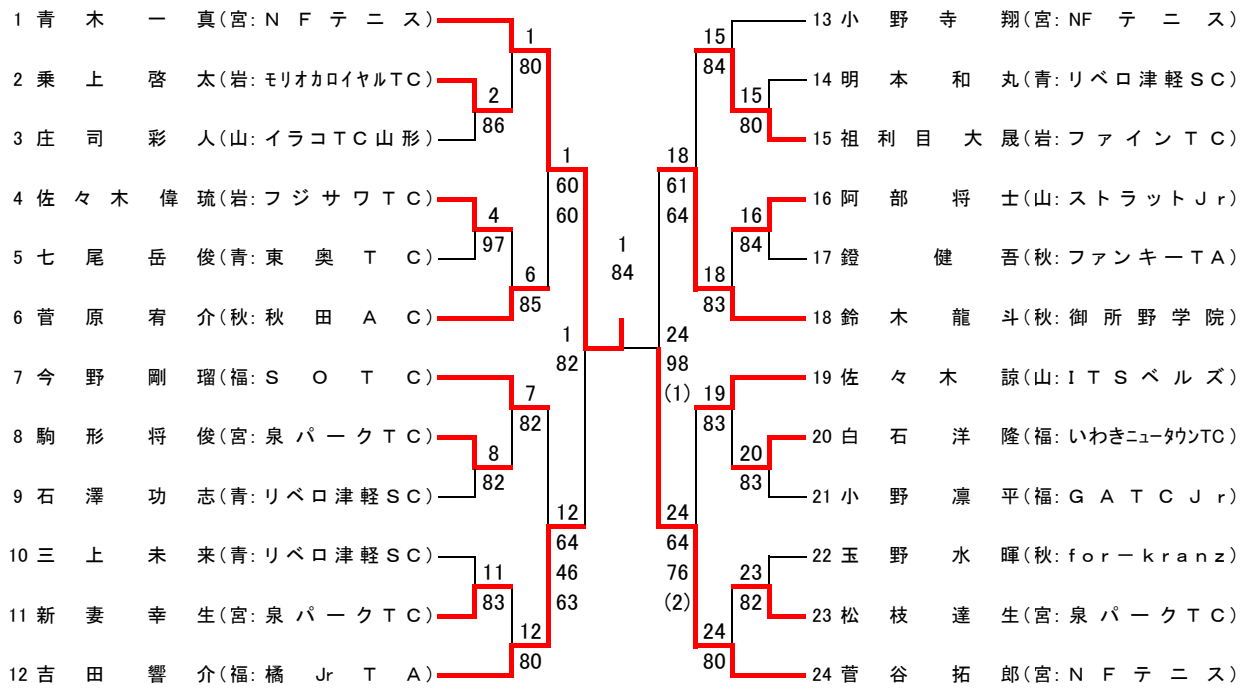 1 青木一真(宮:NFテニス)
2 乗上啓太(岩:モリオカロイヤルTC)
3 庄司彩人(山:イラコTC山形)
4 佐々木偉琉(岩:フジサワTC)
5 七尾岳俊(青:東奥TC)
6 菅原宥介(秋:秋田AC)
7 今野剛瑠(福:SOTC)
8 駒形将俊(宮:泉パークTC)
9 石澤功志(青:リベロ津軽SC)
10 三上未来(青:リベロ津軽SC)
11 新妻幸生(宮:泉パークTC)
12 吉田響介(福:橘Jr TA)
1
80
2
86
4
97
6
85
7
82
8
82
11
83
12
80
1
60
60
12
64
46
63
1
82
1
84
24
98
(1)
18
61
64
24
64
76
(2)
15
84
15
80
16
84
18
83
19
83
20
83
23
82
24
80
13 小野寺翔(宮:NFテニス)
14 明本和丸(青:リベロ津軽SC)
15 祖利目大晟(岩:ファインTC)
16 阿部将士(山:ストラットJr)
17 鐙健吾(秋:ファンキーTA)
18 鈴木龍斗(秋:御所野学院)
19 佐々木諒(山:ITSベルズ)
20 白石洋隆(福:いわきニュータウンTC)
21 小野凛平(福:GATCJr)
22 玉野水暉(秋:for-kranz)
23 松枝達生(宮:泉パークTC)
24 菅谷拓郎(宮:NFテニス)